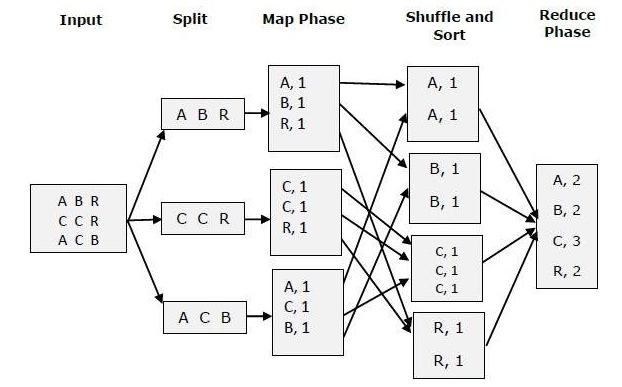 Input
Split
Map Phase
Shuffle and
Sort
Reduce
Phase
A B R
C C R
A C B
A B R
C C R
A C B
A, 1
B, 1
R, 1
C, 1
C, 1
R, 1
A, 1
C, 1
B, 1
A, 1
A, 1
B, 1
B, 1
C, 1
C, 1
C, 1
R, 1
R, 1
A, 2
B, 2
C, 3
R, 2